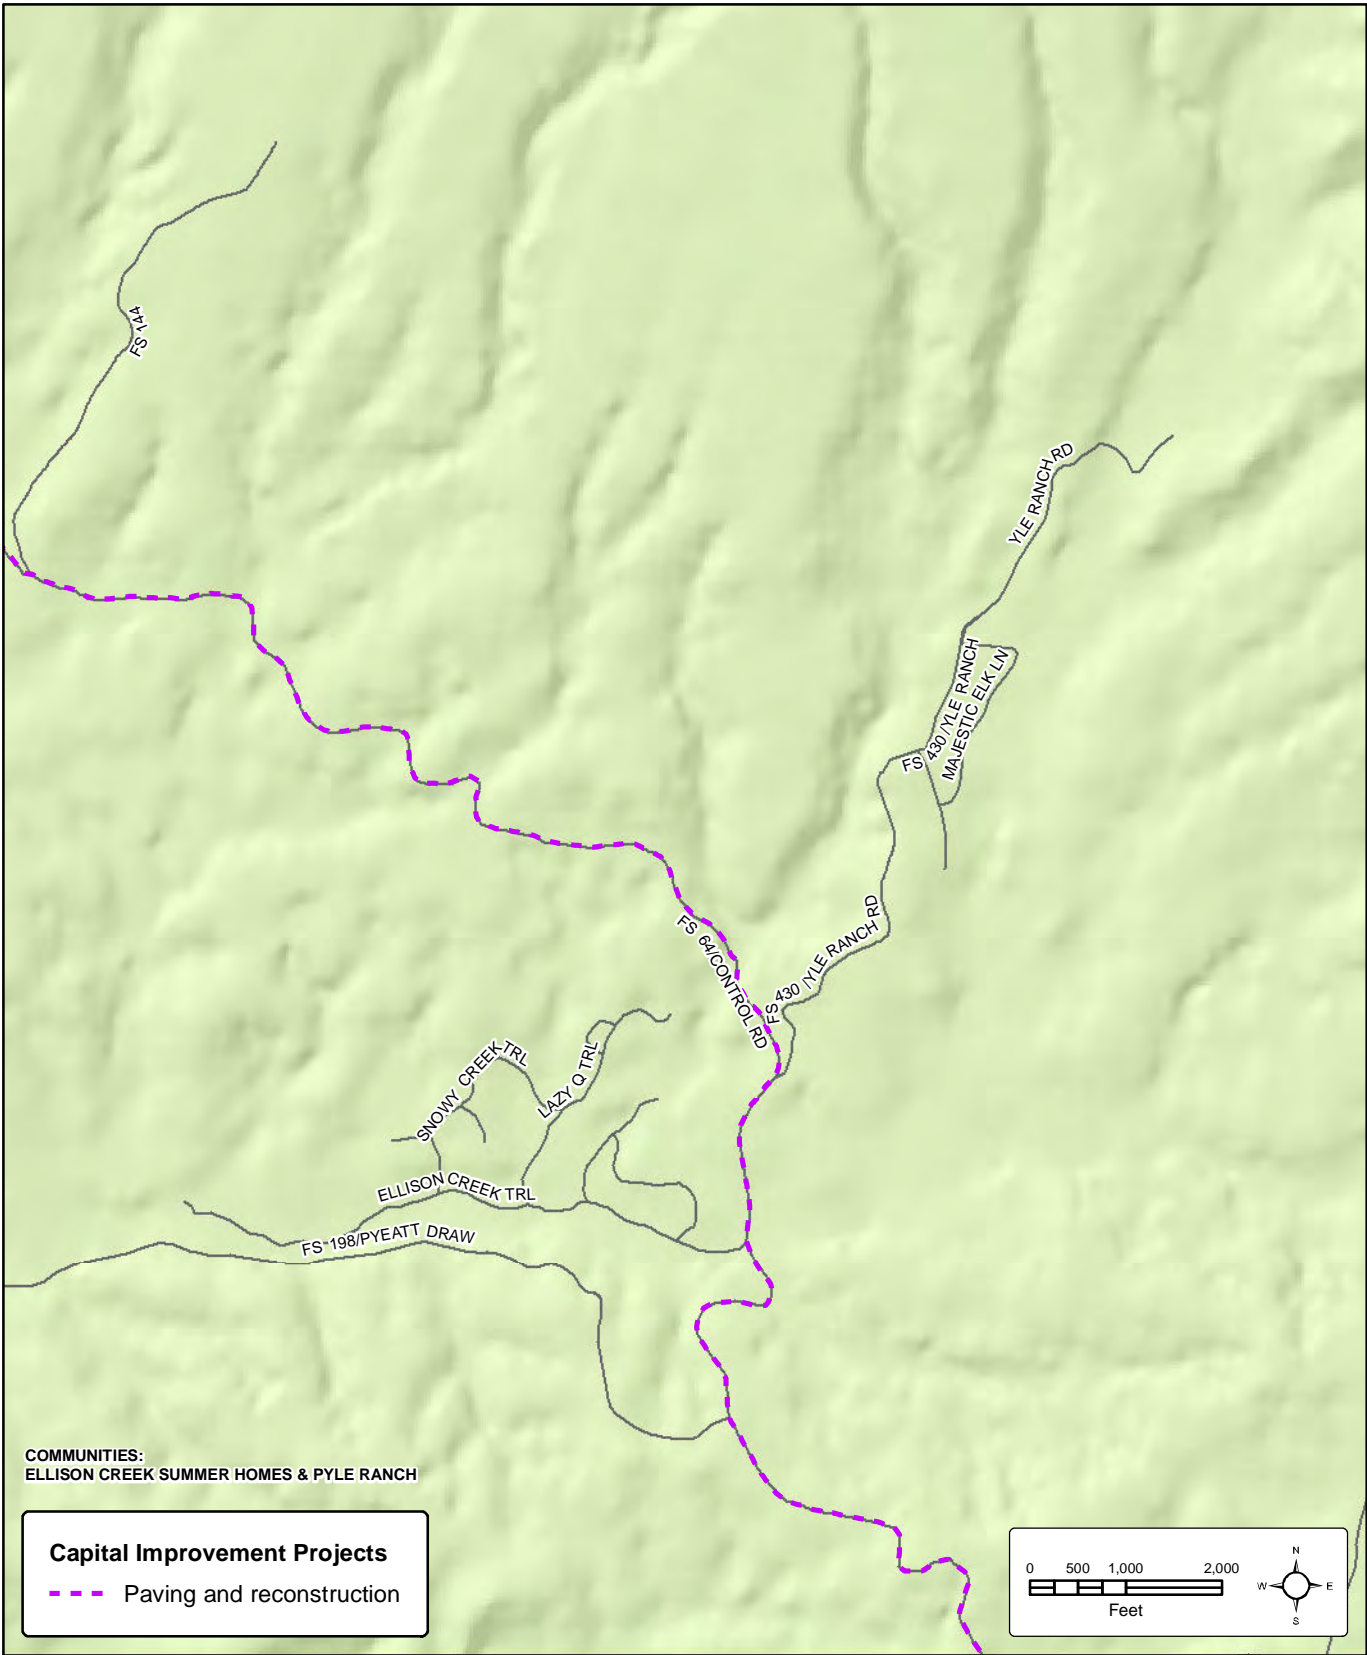 FS 144
YLE RANCH RD
FS 430 /YLE RANCH
MAJESTIC ELK LN
FS 430 /YLE RANCH RD
FS 64/CONTROL RD
SNOWY CREEK TRL
LAZY Q TRL
ELLISON CREEK TRL
FS 198/PYEATT DRAW
COMMUNITIES:
ELLISON CREEK SUMMER HOMES & PYLE RANCH
Capital Improvement Projects
Paving and reconstruction
0 500 1,000 2,000
Feet
N
W E
S